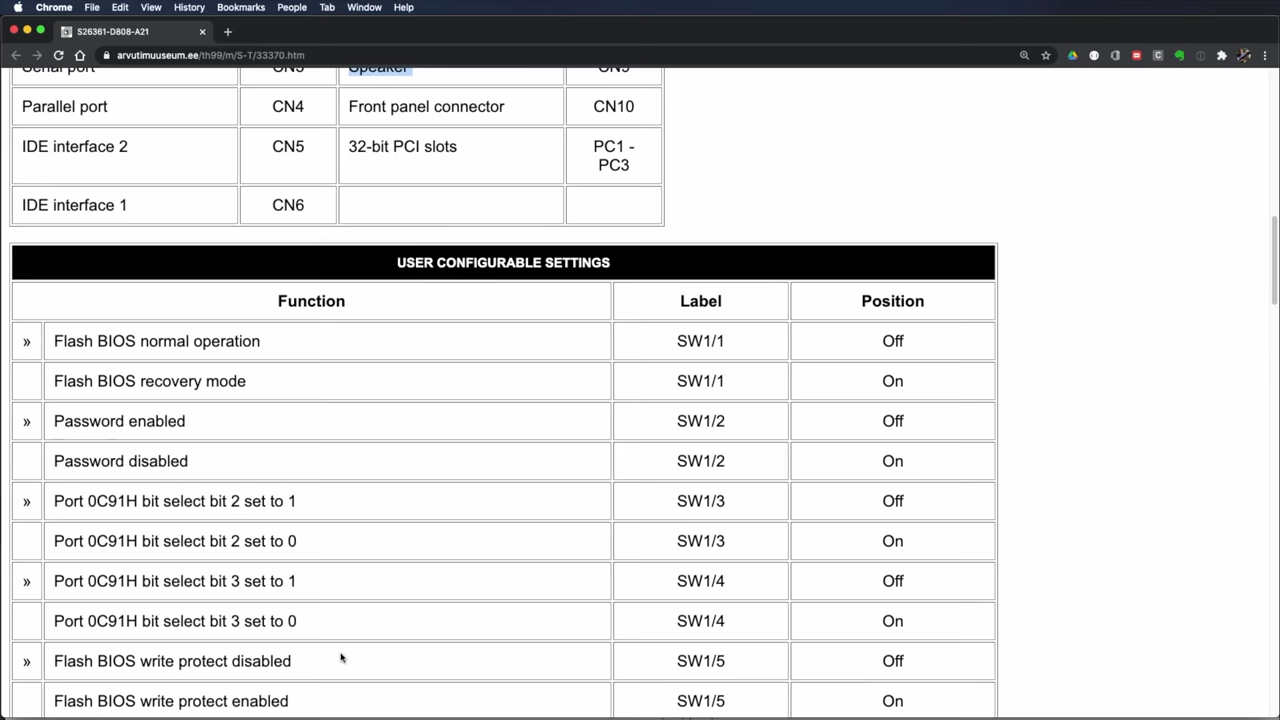 Chrome File Edit View History Bookmarks People Tab Window Help
S26361-D808-A21
arvutimuuseum.ee/th99/m/S-T/33370.htm
Serial port CN3 Speaker CN9
Parallel port CN4 Front panel connector CN10
IDE interface 2 CN5 32-bit PCI slots PC1 -
PC3
IDE interface 1 CN6
USER CONFIGURABLE SETTINGS
Function Label Position
» Flash BIOS normal operation SW1/1 Off
Flash BIOS recovery mode SW1/1 On
» Password enabled SW1/2 Off
Password disabled SW1/2 On
» Port 0C91H bit select bit 2 set to 1 SW1/3 Off
Port 0C91H bit select bit 2 set to 0 SW1/3 On
» Port 0C91H bit select bit 3 set to 1 SW1/4 Off
Port 0C91H bit select bit 3 set to 0 SW1/4 On
» Flash BIOS write protect disabled SW1/5 Off
Flash BIOS write protect enabled SW1/5 On